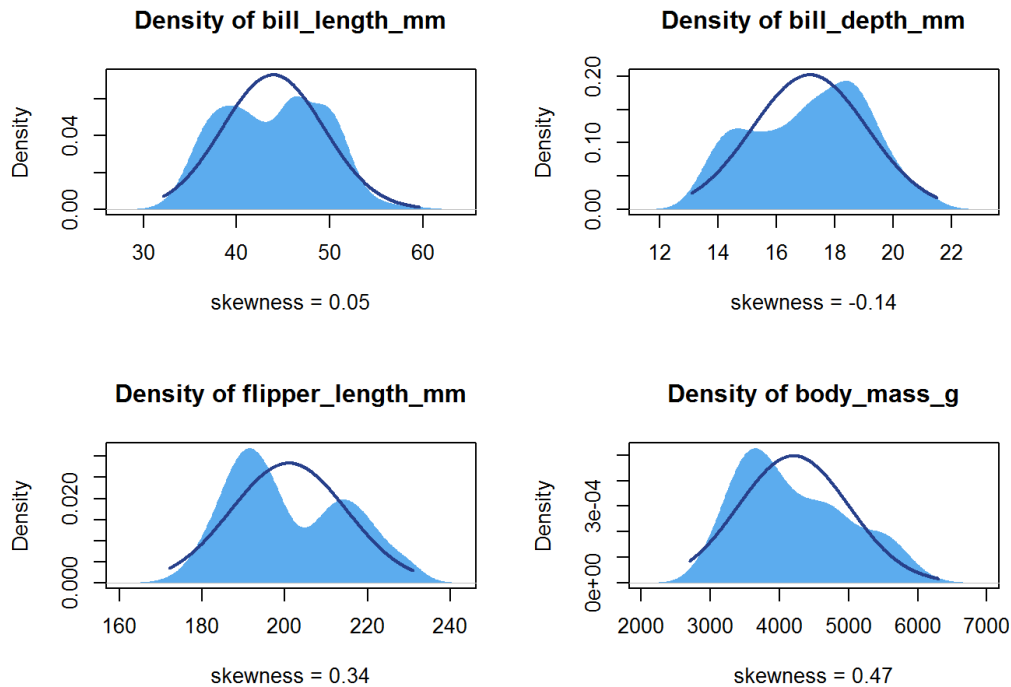 Density of bill_length_mm
Density
0.00
0.04
30
40
50
60
skewness = 0.05
Density of bill_depth_mm
Density
0.00
0.10
0.20
12
14
16
18
20
22
skewness = -0.14
Density of flipper_length_mm
Density
0.000
0.020
160
180
200
220
240
skewness = 0.34
Density of body_mass_g
Density
0e+00
3e-04
2000
3000
4000
5000
6000
7000
skewness = 0.47